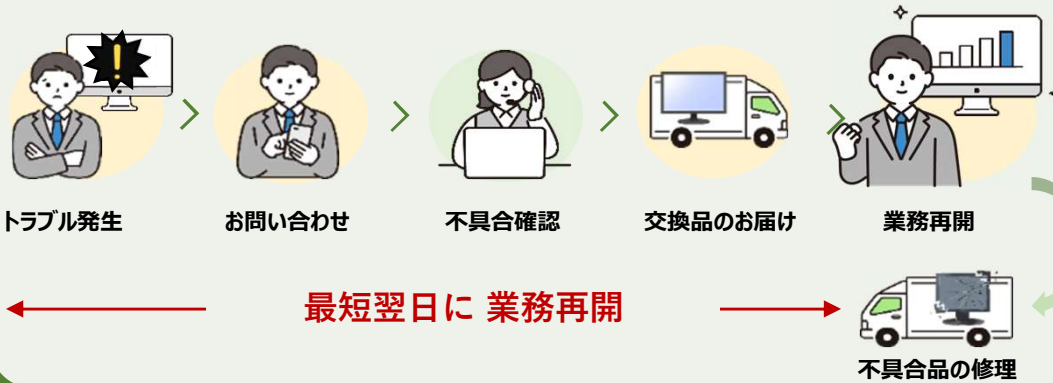 トラブル発生
お問い合わせ
不具合確認
交換品のお届け
業務再開
最短翌日に 業務再開
不具合品の修理